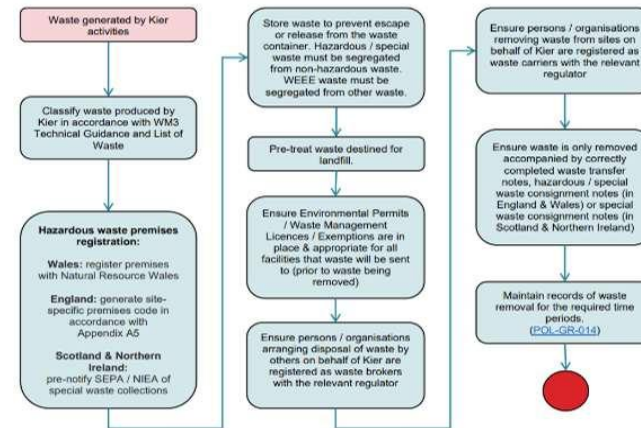 Waste generated by Kier
activities
Classify waste produced by
Kier in accordance with WM3
Technical Guidance and List of
Waste
Hazardous waste premises
registration:
Wales: register premises
with Natural Resource Wales
England: generate site-
specific premises code in
accordance with
Appendix A5
Scotland & Northern
Ireland:
pre-notify SEPA / NIEA of
special waste collections
Store waste to prevent escape
or release from the waste
container. Hazardous / special
waste must be segregated
from non-hazardous waste.
WEEE waste must be
segregated from other waste.
Pre-treat waste destined for
landfill.
Ensure Environmental Permits
/ Waste Management
Licences / Exemptions are in
place & appropriate for all
facilities that waste will be sent
to (prior to waste being
removed)
Ensure persons / organisations
arranging disposal of waste by
others on behalf of Kier are
registered as waste brokers
with the relevant regulator
Ensure persons / organisations
removing waste from sites on
behalf of Kier are registered as
waste carriers with the relevant
regulator
Ensure waste is only removed
accompanied by correctly
completed waste transfer
notes, hazardous / special
waste consignment notes (in
England & Wales) or special
waste consignment notes (in
Scotland & Northern Ireland)
Maintain records of waste
removal for the required time
periods.
(POL-GR-014)